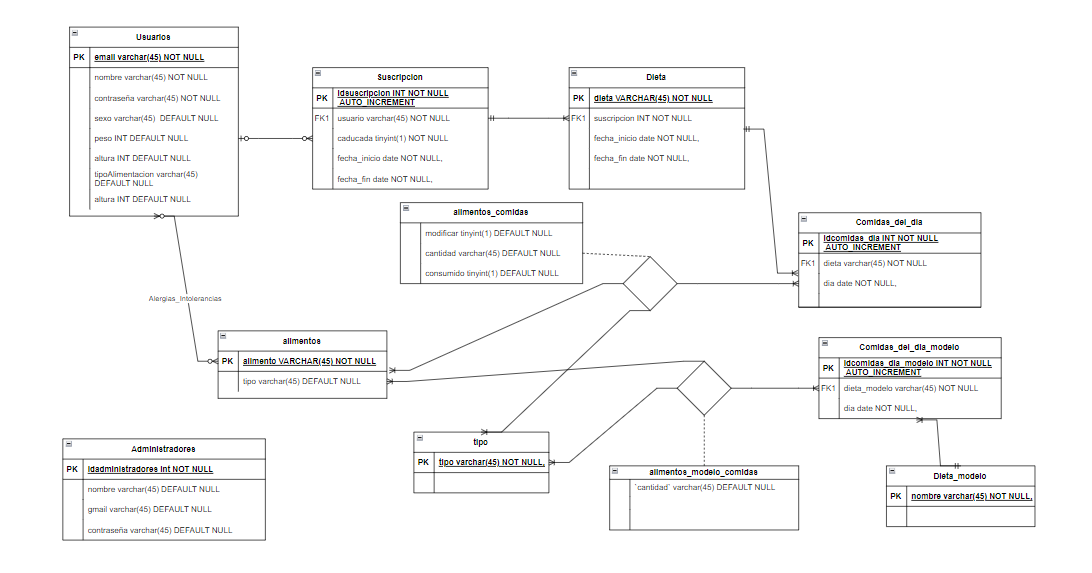 Usuarios
PK email varchar(45) NOT NULL
nombre varchar(45) NOT NULL
contraseña varchar(45) NOT NULL
sexo varchar(45) DEFAULT NULL
peso INT DEFAULT NULL
altura INT DEFAULT NULL
tipoAlimentacion varchar(45)
DEFAULT NULL
altura INT DEFAULT NULL
Suscripcion
PK idsuscripcion INT NOT NULL
AUTO_INCREMENT
FK1 usuario varchar(45) NOT NULL
caducada tinyint(1) NOT NULL
fecha_inicio date NOT NULL,
fecha_fin date NOT NULL,
Dieta
PK dieta VARCHAR(45) NOT NULL
FK1 suscripcion INT NOT NULL
fecha_inicio date NOT NULL,
fecha_fin date NOT NULL,
alimentos_comidas
modificar tinyint(1) DEFAULT NULL
cantidad varchar(45) DEFAULT NULL
consumido tinyint(1) DEFAULT NULL
Comidas_del_dia
PK idcomidas_dia INT NOT NULL
AUTO_INCREMENT
FK1 dieta varchar(45) NOT NULL
dia date NOT NULL,
Alergias_Intolerancias
alimentos
PK alimento VARCHAR(45) NOT NULL
tipo varchar(45) DEFAULT NULL
Comidas_del_dia_modelo
PK idcomidas_dia_modelo INT NOT NULL
AUTO_INCREMENT
FK1 dieta_modelo varchar(45) NOT NULL
dia date NOT NULL,
Administradores
PK idadministradores int NOT NULL
nombre varchar(45) DEFAULT NULL
gmail varchar(45) DEFAULT NULL
contraseña varchar(45) DEFAULT NULL
tipo
PK tipo varchar(45) NOT NULL,
alimentos_modelo_comidas
`cantidad` varchar(45) DEFAULT NULL
Dieta_modelo
PK nombre varchar(45) NOT NULL,